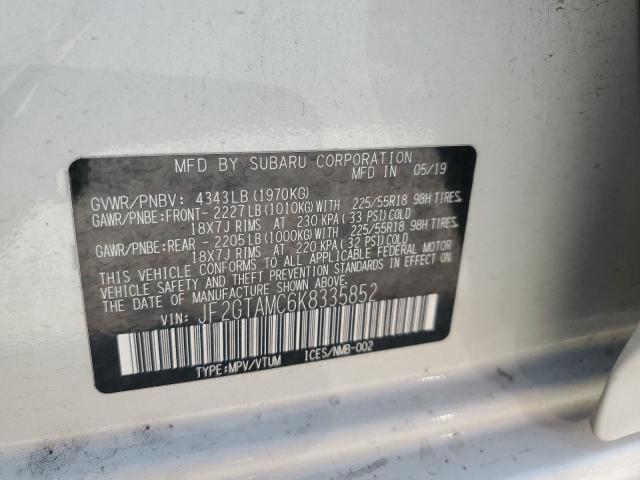 MFD BY SUBARU CORPORATION
MFD IN 05/19
GVWR/PNBV: 4343LB(1970KG)
GAWR/PNBE:FRONT- 2227LB(1010KG)WITH 225/55R18 98H TIRES,
18X7J RIMS AT 230 KPA(33 PSI)COLD
GAWR/PNBE:REAR - 2205LB(1000KG)WITH 225/55R18 98H TIRES,
18X7J RIMS AT 220 KPA(32 PSI)COLD
THIS VEHICLE CONFORMS TO ALL APPLICABLE FEDERAL MOTOR
VEHICLE SAFETY AND THEFT PREVENTION STANDARDS IN EFFECT ON
THE DATE OF MANUFACTURE SHOWN ABOVE.
VIN: JF2GTAMC6K8335852
TYPE:MPV/VTUM ICES/NMB-002